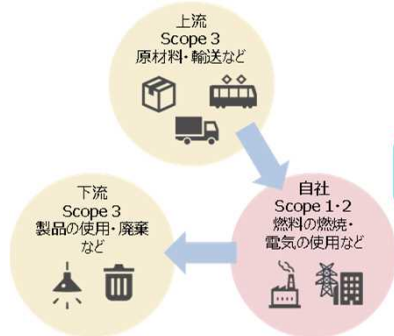 上流
Scope 3
原材料・輸送など
自社
Scope 1・2
燃料の燃焼・
電気の使用など
下流
Scope 3
製品の使用・廃棄
など